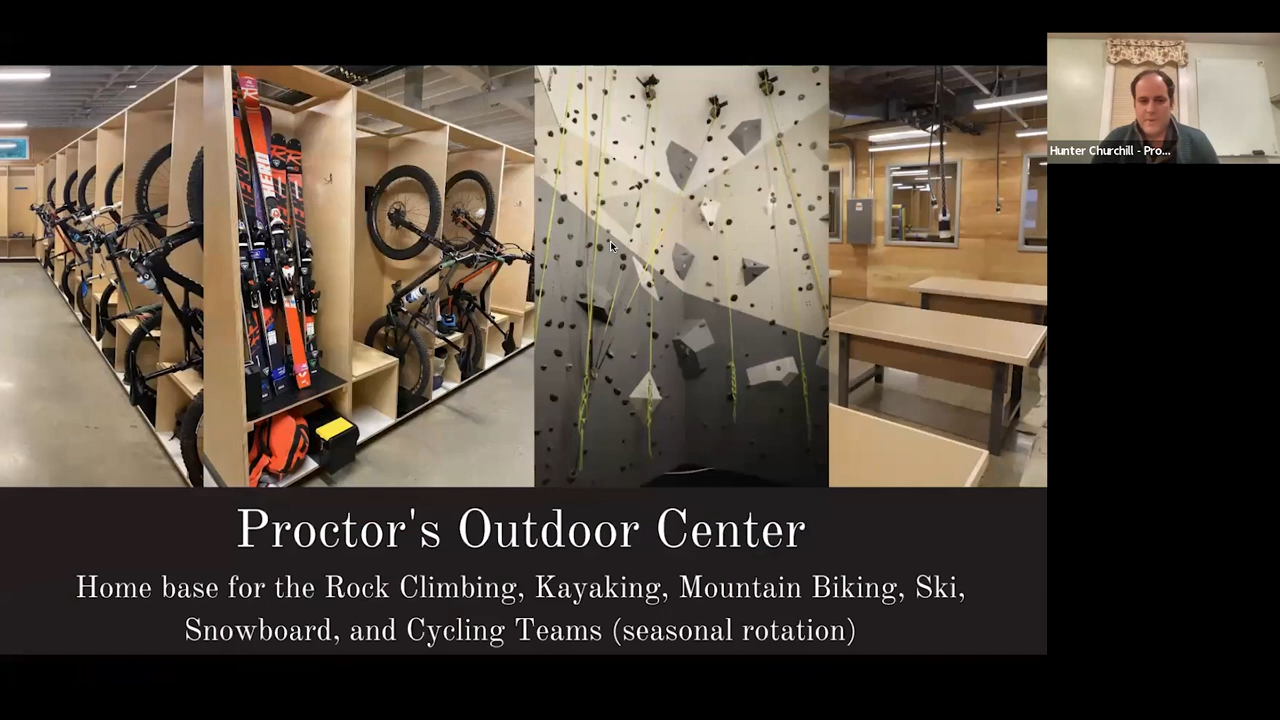 Hunter Churchill - Pro...
Proctor's Outdoor Center
Home base for the Rock Climbing, Kayaking, Mountain Biking, Ski,
Snowboard, and Cycling Teams (seasonal rotation)